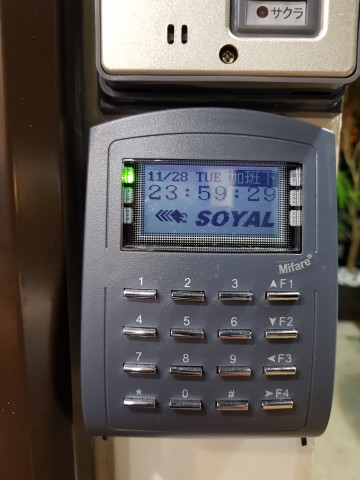 サクラ
11/28 TUE 加班下
23:59:29
SOYAL
Mifare®
1 2 3 ▲F1
4 5 6 ▼F2
7 8 9 ◄F3
* 0 # ►F4